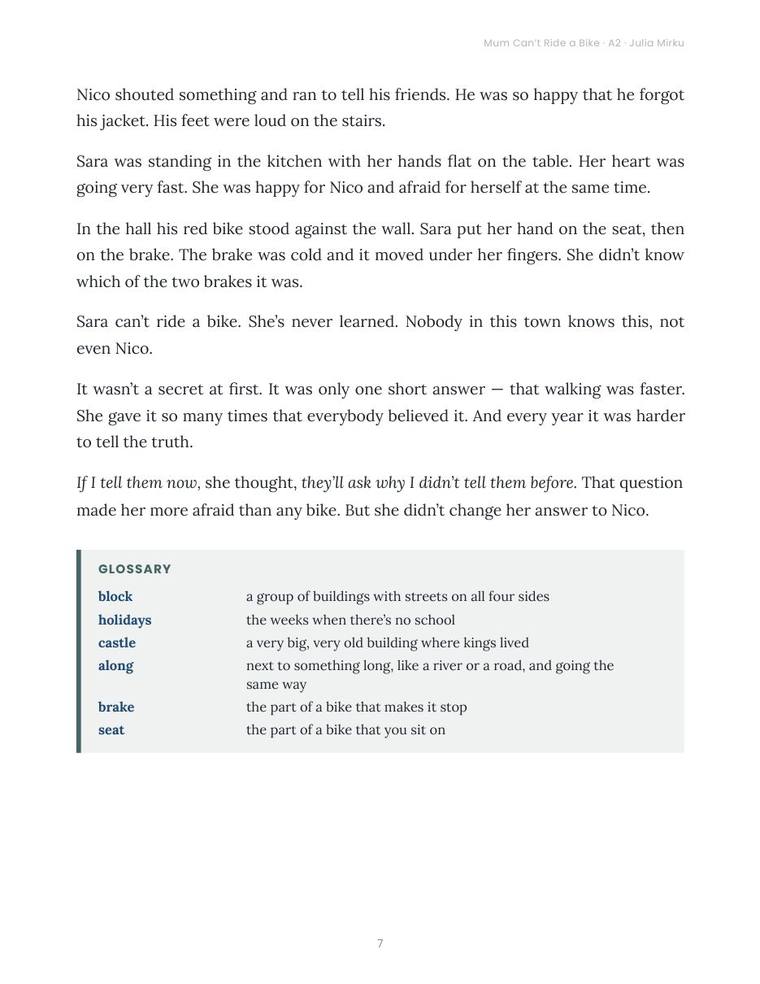 Mum Can't Ride a Bike · A2 · Julia Mirku
Nico shouted something and ran to tell his friends. He was so happy that he forgot
his jacket. His feet were loud on the stairs.
Sara was standing in the kitchen with her hands flat on the table. Her heart was
going very fast. She was happy for Nico and afraid for herself at the same time.
In the hall his red bike stood against the wall. Sara put her hand on the seat, then
on the brake. The brake was cold and it moved under her fingers. She didn't know
which of the two brakes it was.
Sara can't ride a bike. She's never learned. Nobody in this town knows this, not
even Nico.
It wasn't a secret at first. It was only one short answer — that walking was faster.
She gave it so many times that everybody believed it. And every year it was harder
to tell the truth.
If I tell them now, she thought, they'll ask why I didn't tell them before. That question
made her more afraid than any bike. But she didn't change her answer to Nico.
GLOSSARY
block a group of buildings with streets on all four sides
holidays the weeks when there's no school
castle a very big, very old building where kings lived
along next to something long, like a river or a road, and going the
same way
brake the part of a bike that makes it stop
seat the part of a bike that you sit on
7